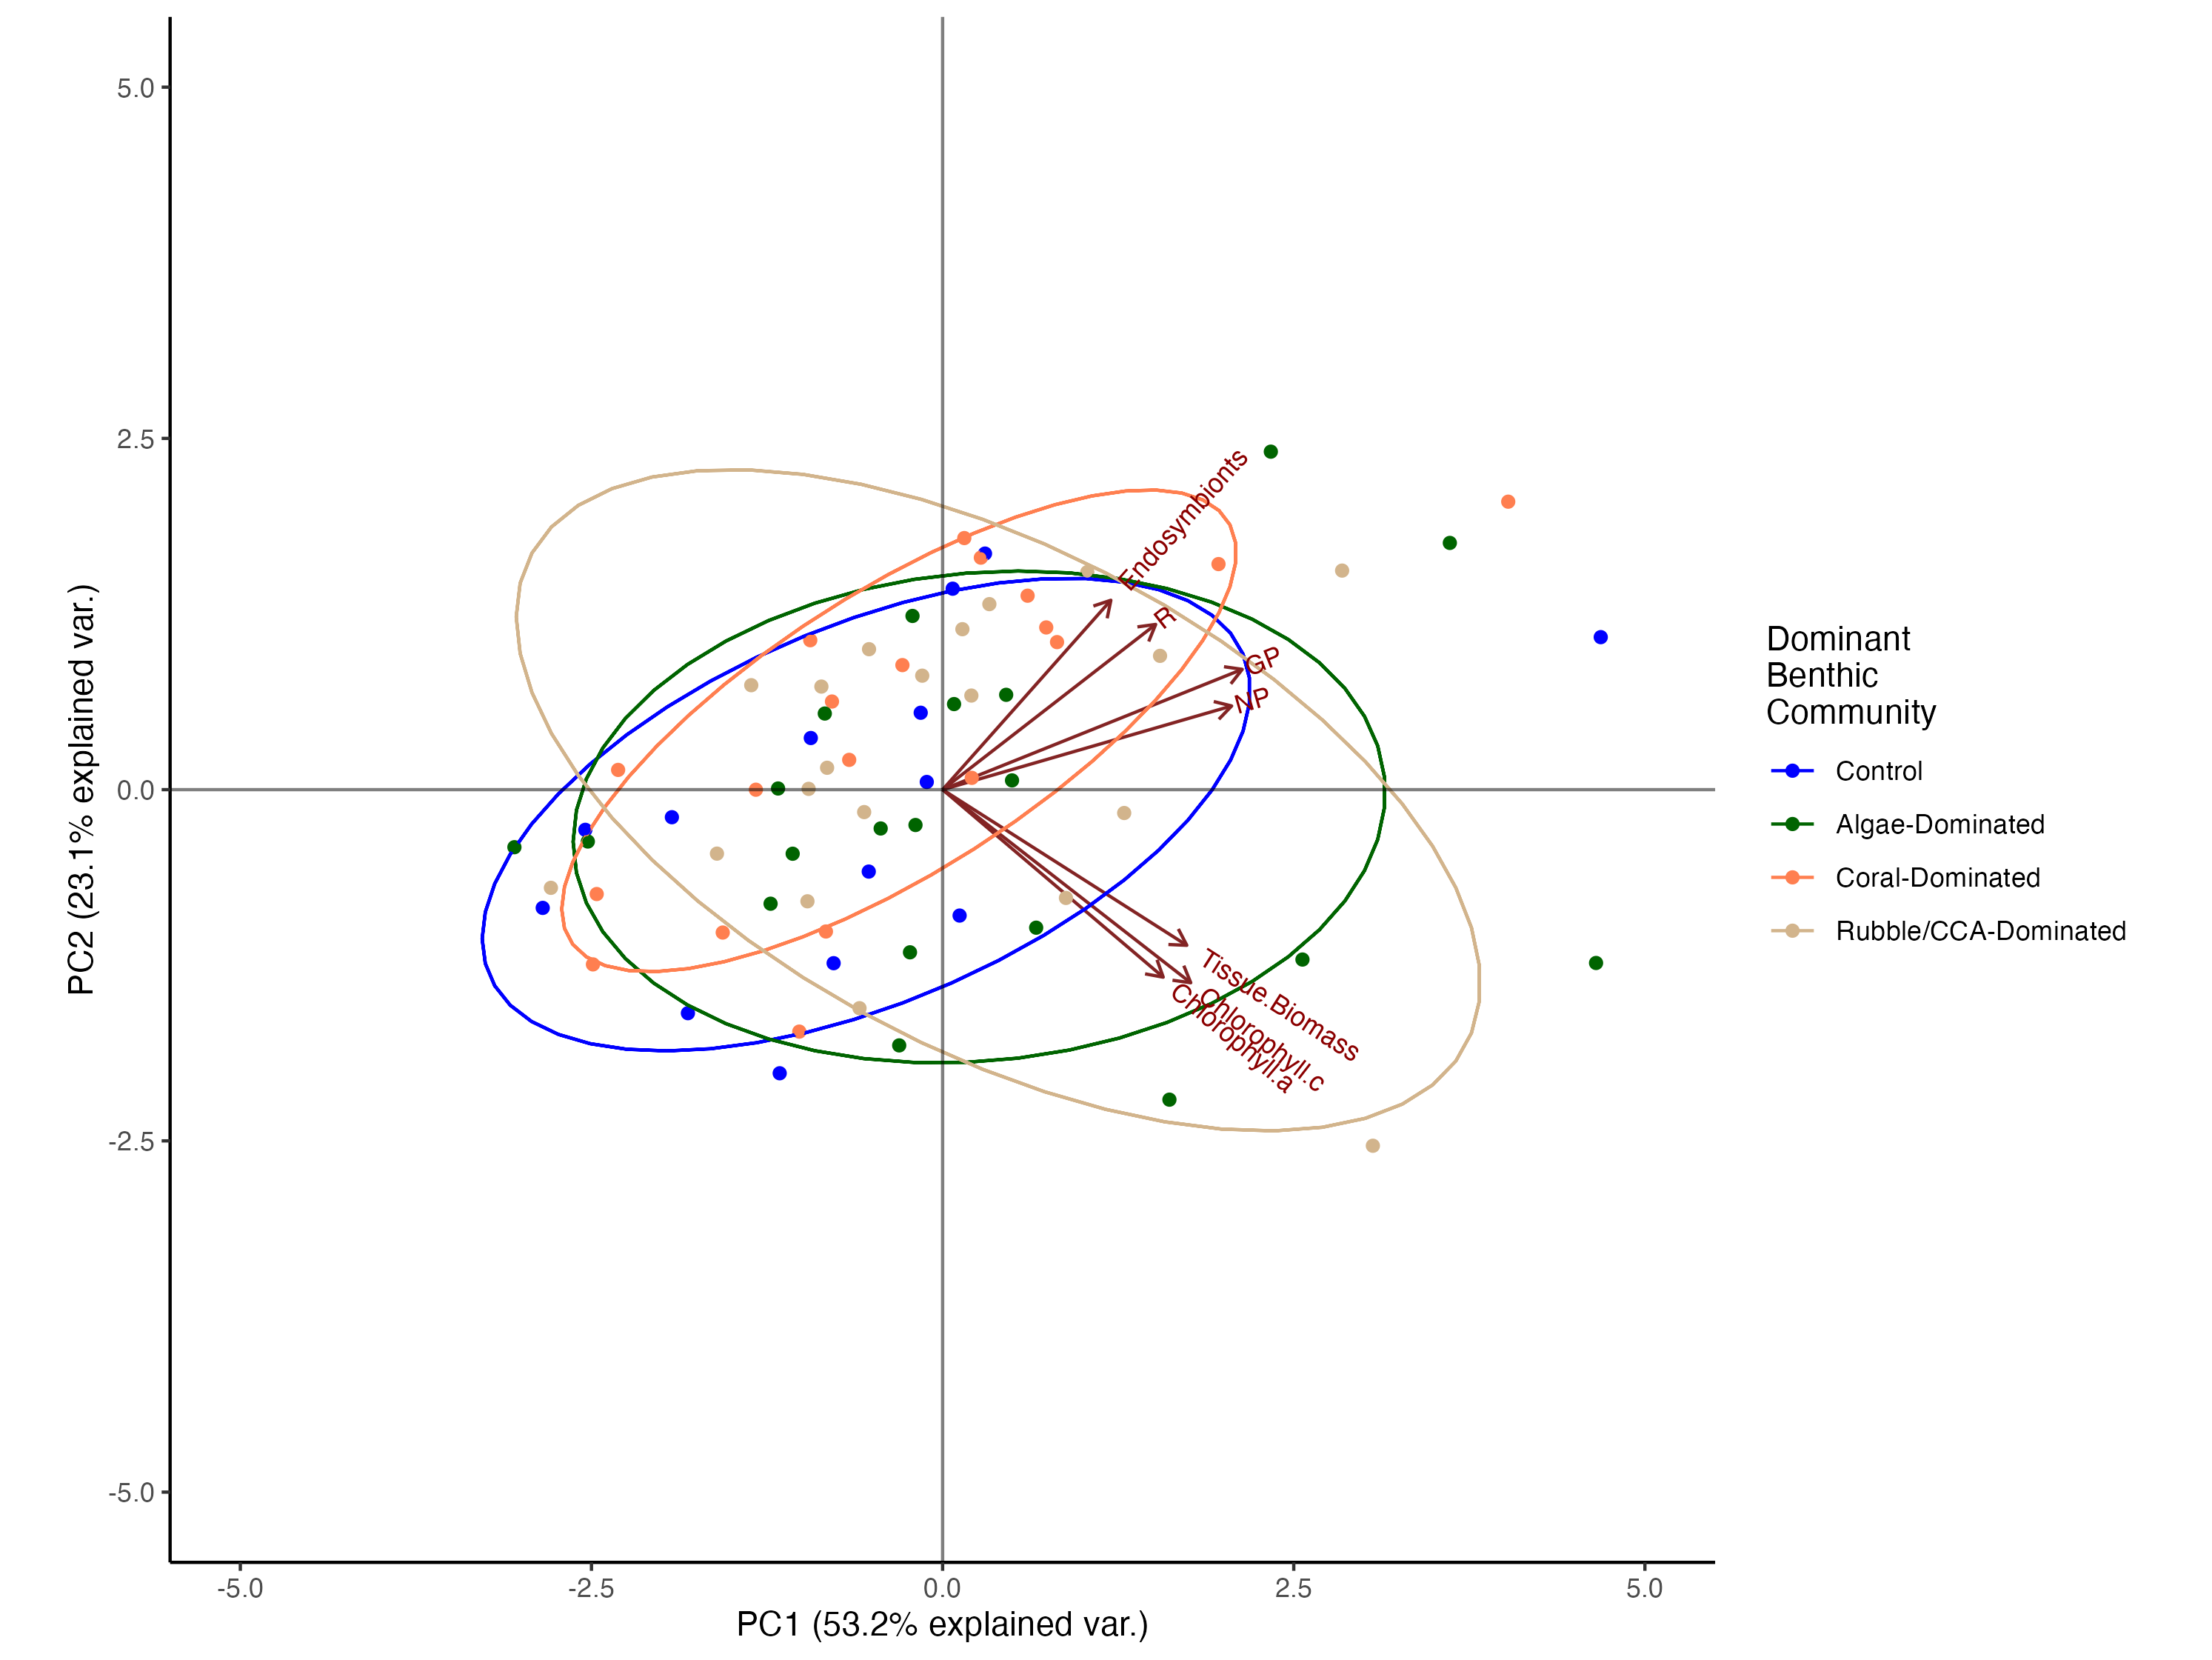 5.0
2.5
0.0
-2.5
-5.0
PC2 (23.1% explained var.)
Endosymbionts
R
GP
NP
Tissue.Biomass
Chlorophyll.c
Chorophyll.a
-5.0
-2.5
0.0
2.5
5.0
PC1 (53.2% explained var.)
Dominant
Benthic
Community
Control
Algae-Dominated
Coral-Dominated
Rubble/CCA-Dominated